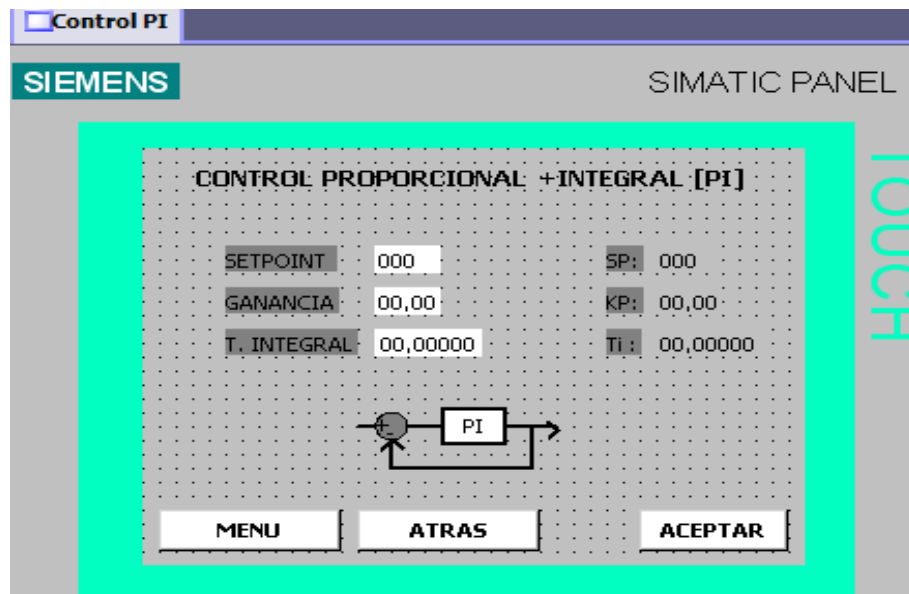 Control PI
SIEMENS SIMATIC PANEL
TOUCH
CONTROL PROPORCIONAL +INTEGRAL [PI]
SETPOINT 000 SP: 000
GANANCIA 00,00 KP: 00,00
T. INTEGRAL 00,00000 Ti : 00,00000
+ - PI
MENU ATRAS ACEPTAR